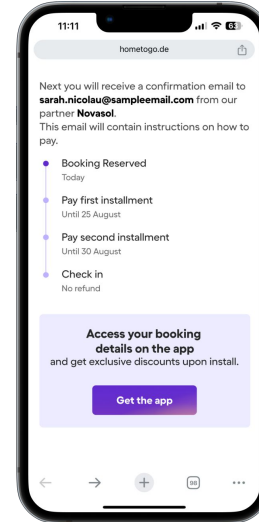 11:11
63
hometogo.de
Next you will receive a confirmation email to
sarah.nicolau@sampleemail.com from our
partner Novasol.
This email will contain instructions on how to
pay.
Booking Reserved
Today
Pay first installment
Until 25 August
Pay second installment
Until 30 August
Check in
No refund
Access your booking
details on the app
and get exclusive discounts upon install.
Get the app
98